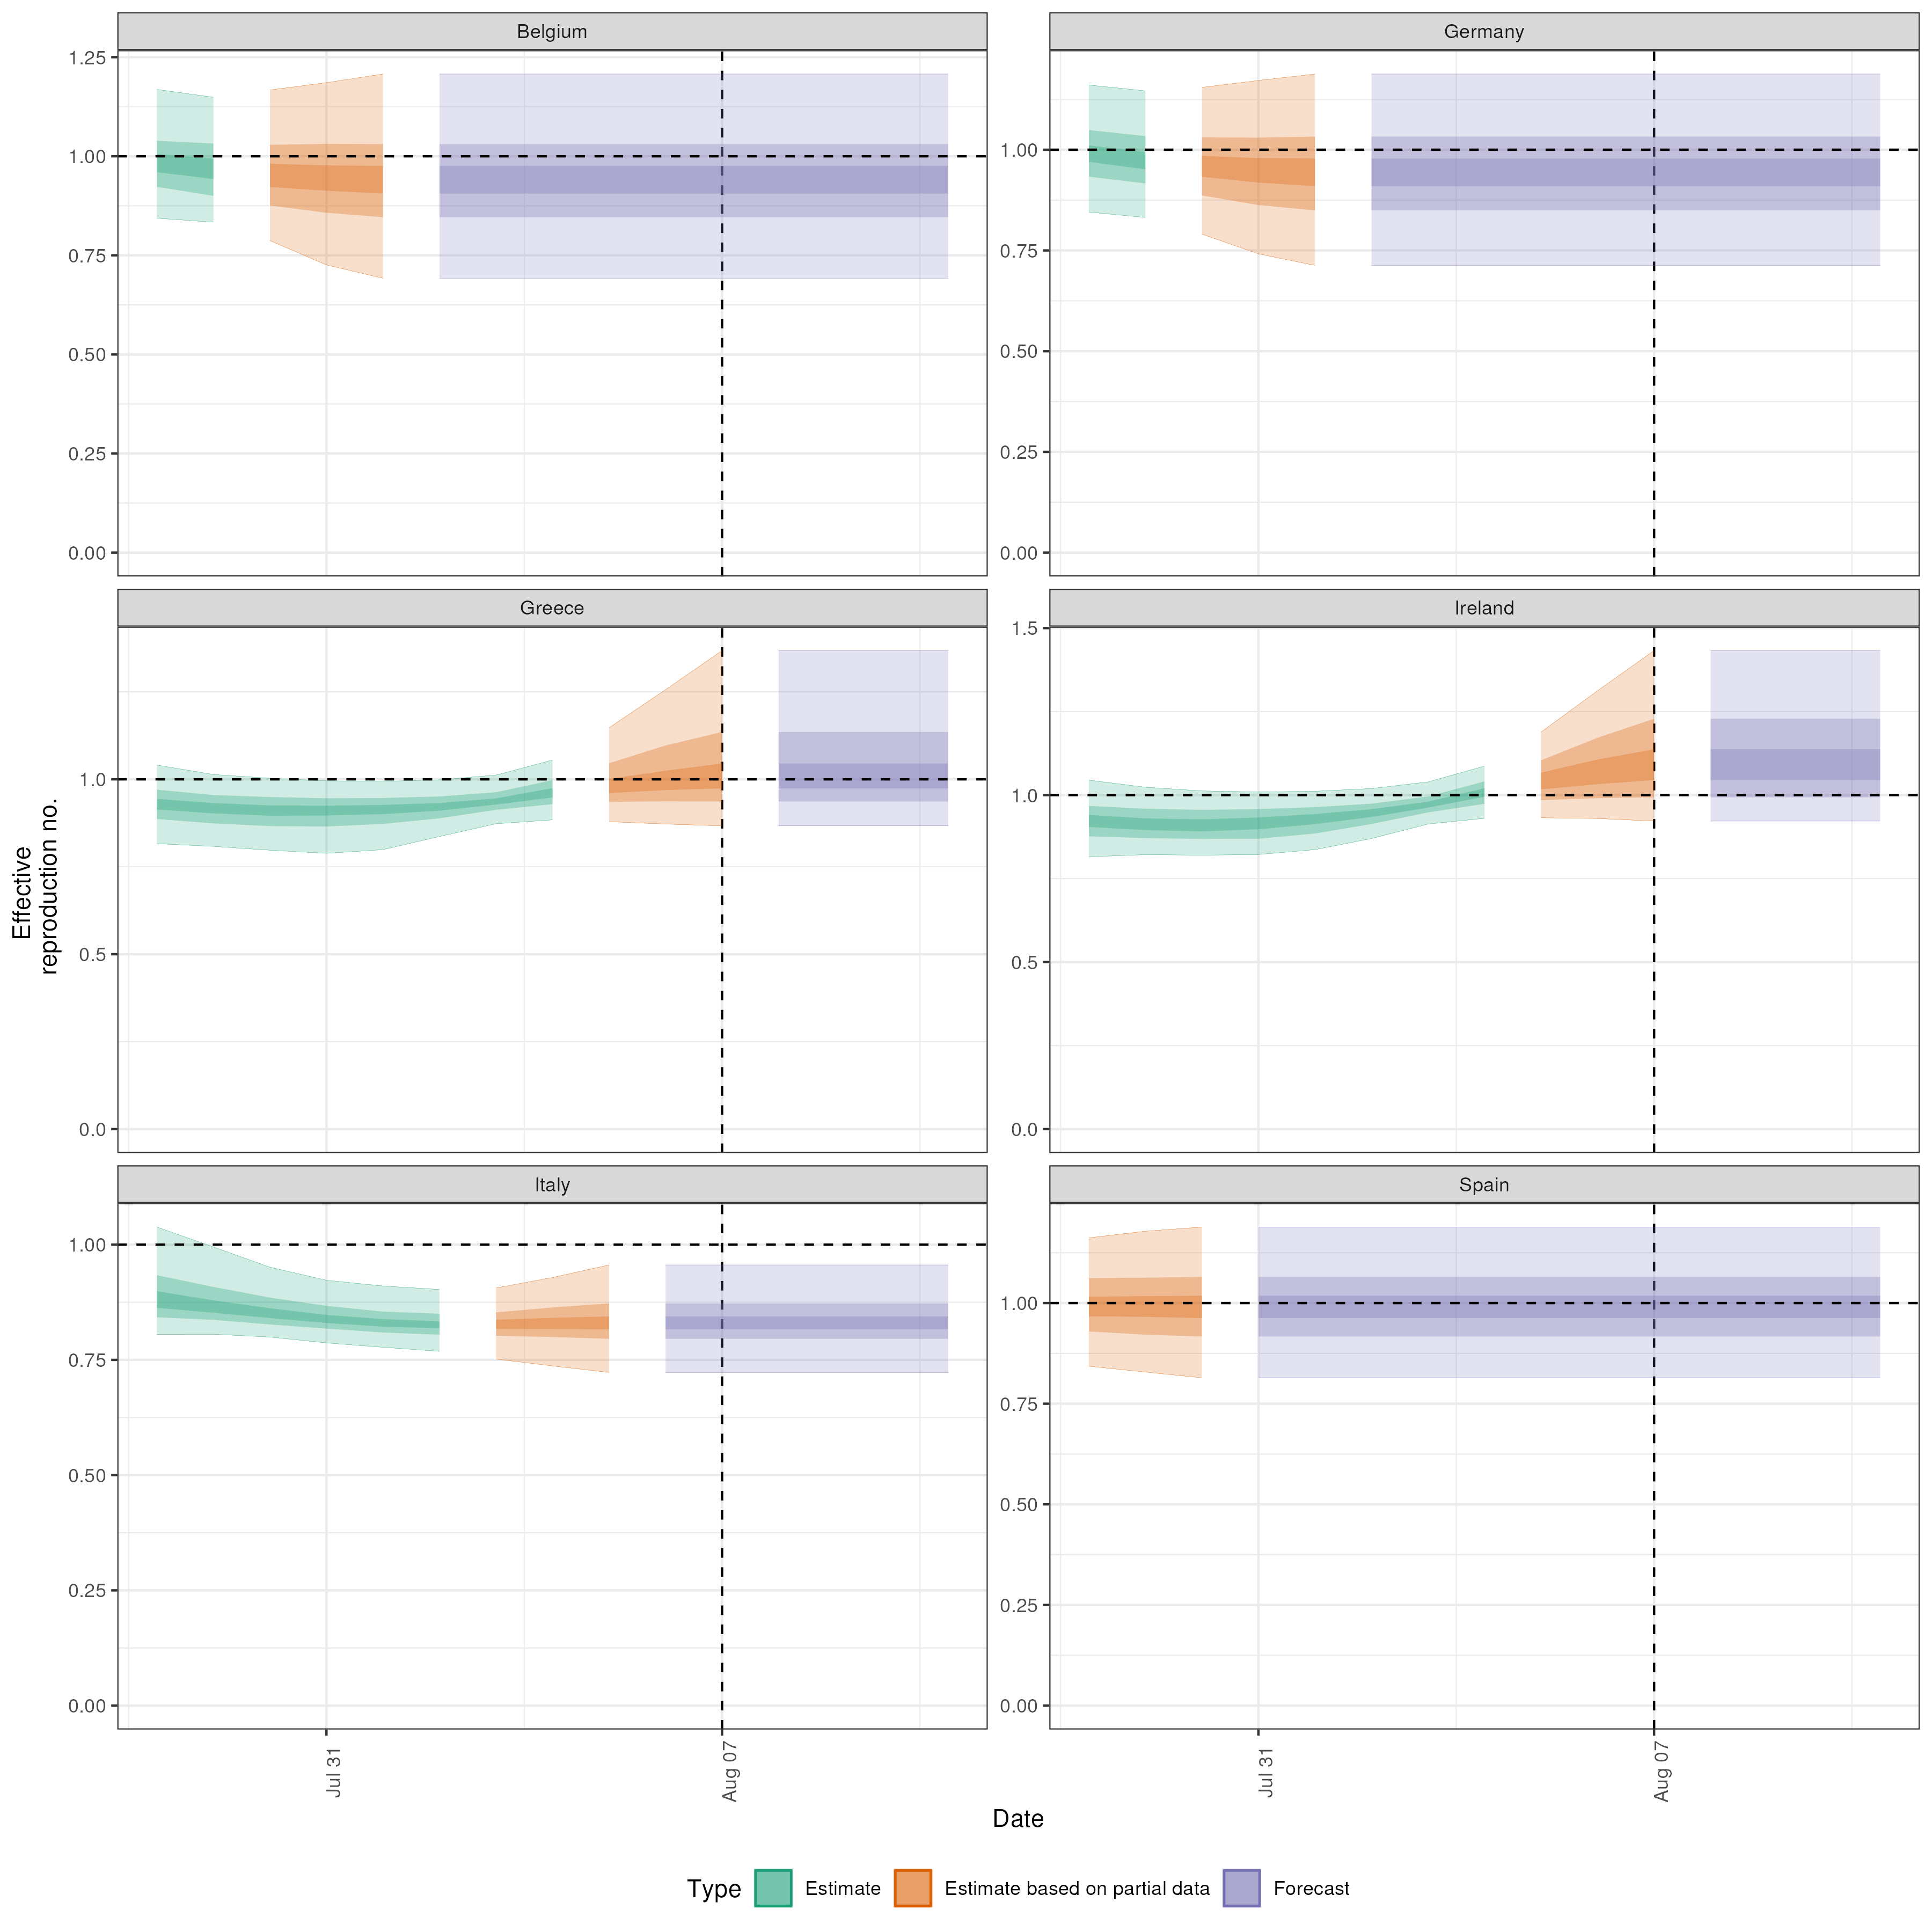 Belgium
Germany
1.25
1.00
0.75
0.50
0.25
0.00
1.00
0.75
0.50
0.25
0.00
Greece
Ireland
1.0
0.5
0.0
1.5
1.0
0.5
0.0
Italy
Spain
1.00
0.75
0.50
0.25
0.00
1.00
0.75
0.50
0.25
0.00
Effective
reproduction no.
Jul 31
Aug 07
Jul 31
Aug 07
Date
Type Estimate Estimate based on partial data Forecast